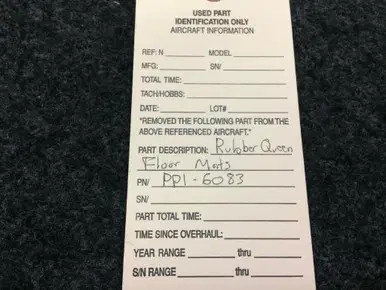 USED PART
IDENTIFICATION ONLY
AIRCRAFT INFORMATION
REF: N MODEL
MFG: SN/
TOTAL TIME:
TACH/HOBBS:
DATE: LOT#
"REMOVED THE FOLLOWING PART FROM THE
ABOVE REFERENCED AIRCRAFT."
PART DESCRIPTION: Rubber Queen
Floor Mats
PN/ PP1-6083
SN/
PART TOTAL TIME:
TIME SINCE OVERHAUL:
YEAR RANGE thru
S/N RANGE thru